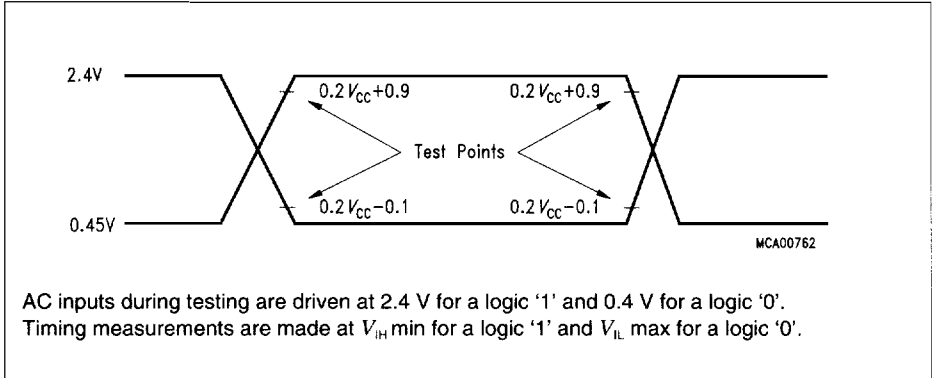 2.4V
0.2 VCC+0.9 0.2 VCC+0.9
Test Points
0.2 VCC−0.1 0.2 VCC−0.1
0.45V
MCA00762
AC inputs during testing are driven at 2.4 V for a logic ‘1’ and 0.4 V for a logic ‘0’.
Timing measurements are made at VIH min for a logic ‘1’ and VIL max for a logic ‘0’.